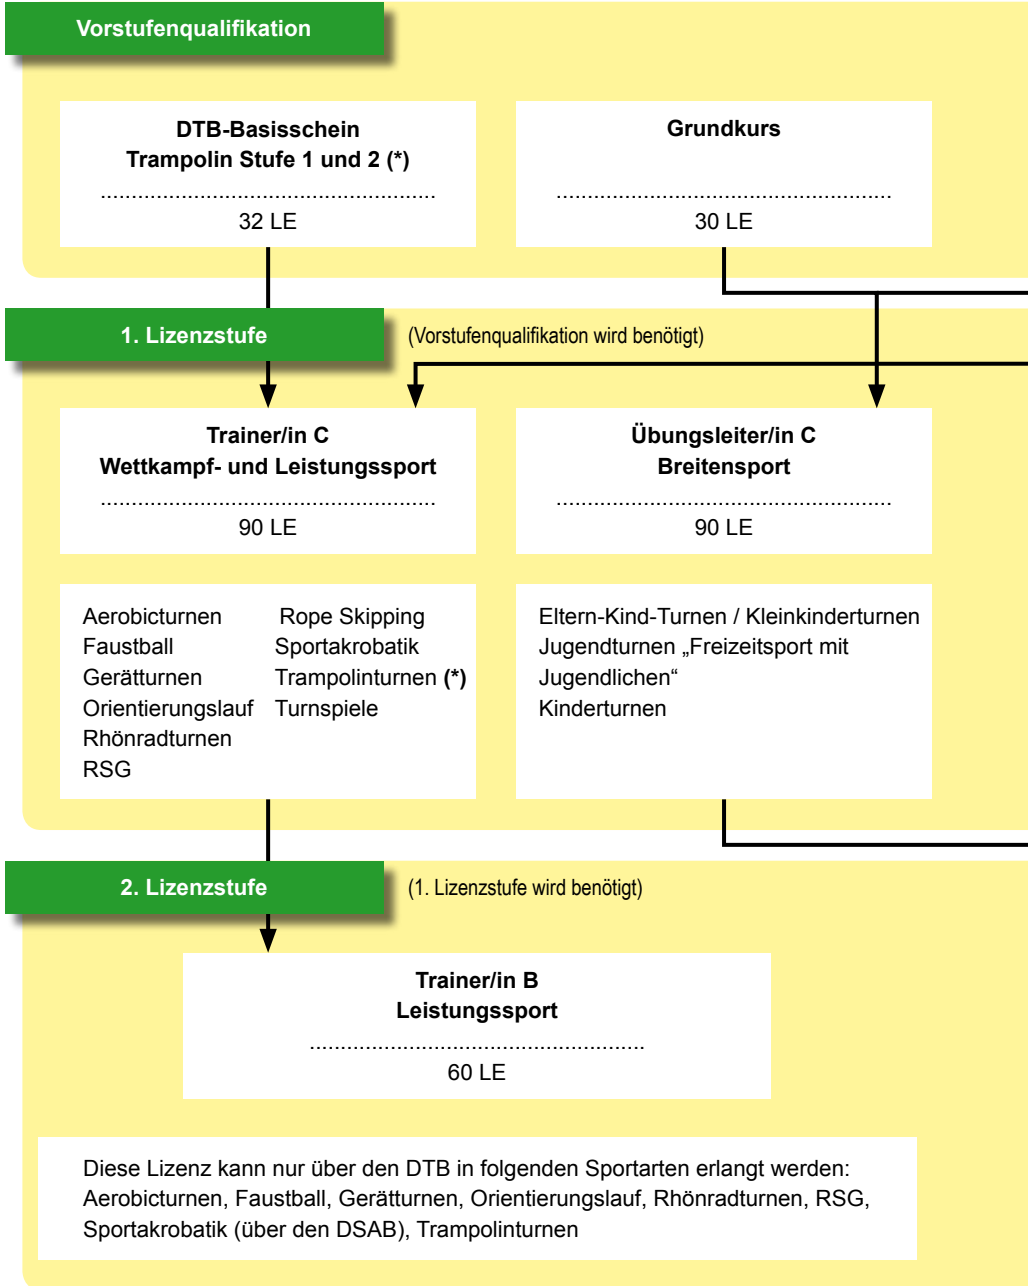 Vorstufenqualifikation
DTB-Basisschein
Trampolin Stufe 1 und 2 (*)
......................................................
32 LE
Grundkurs
......................................................
30 LE
1. Lizenzstufe
(Vorstufenqualifikation wird benötigt)
Trainer/in C
Wettkampf- und Leistungssport
......................................................
90 LE
Übungsleiter/in C
Breitensport
......................................................
90 LE
Aerobicturnen
Faustball
Gerätturnen
Orientierungslauf
Rhönradturnen
RSG
Rope Skipping
Sportakrobatik
Trampolinturnen (*)
Turnspiele
Eltern-Kind-Turnen / Kleinkinderturnen
Jugendturnen „Freizeitsport mit
Jugendlichen“
Kinderturnen
2. Lizenzstufe
(1. Lizenzstufe wird benötigt)
Trainer/in B
Leistungssport
......................................................
60 LE
Diese Lizenz kann nur über den DTB in folgenden Sportarten erlangt werden:
Aerobicturnen, Faustball, Gerätturnen, Orientierungslauf, Rhönradturnen, RSG,
Sportakrobatik (über den DSAB), Trampolinturnen